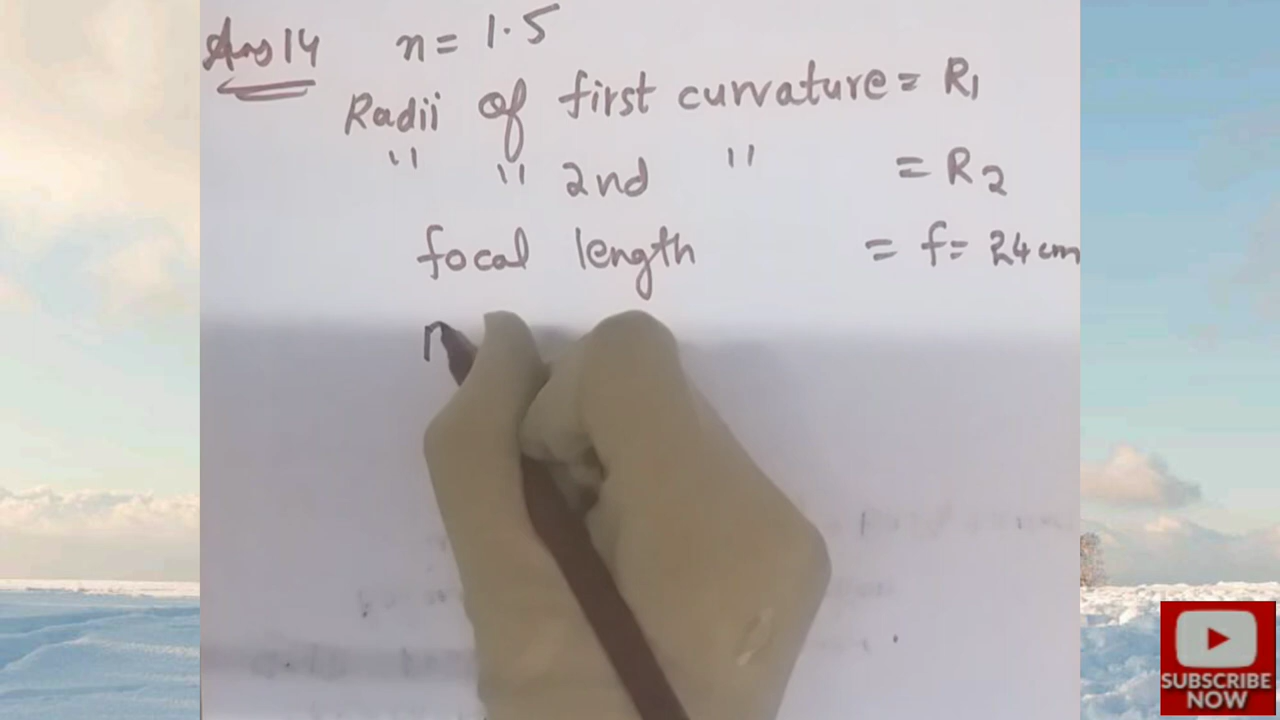 Ans 14 n = 1.5
Radii of first curvature = R1
" " 2nd " = R2
focal length = f = 24 cm
SUBSCRIBE
NOW